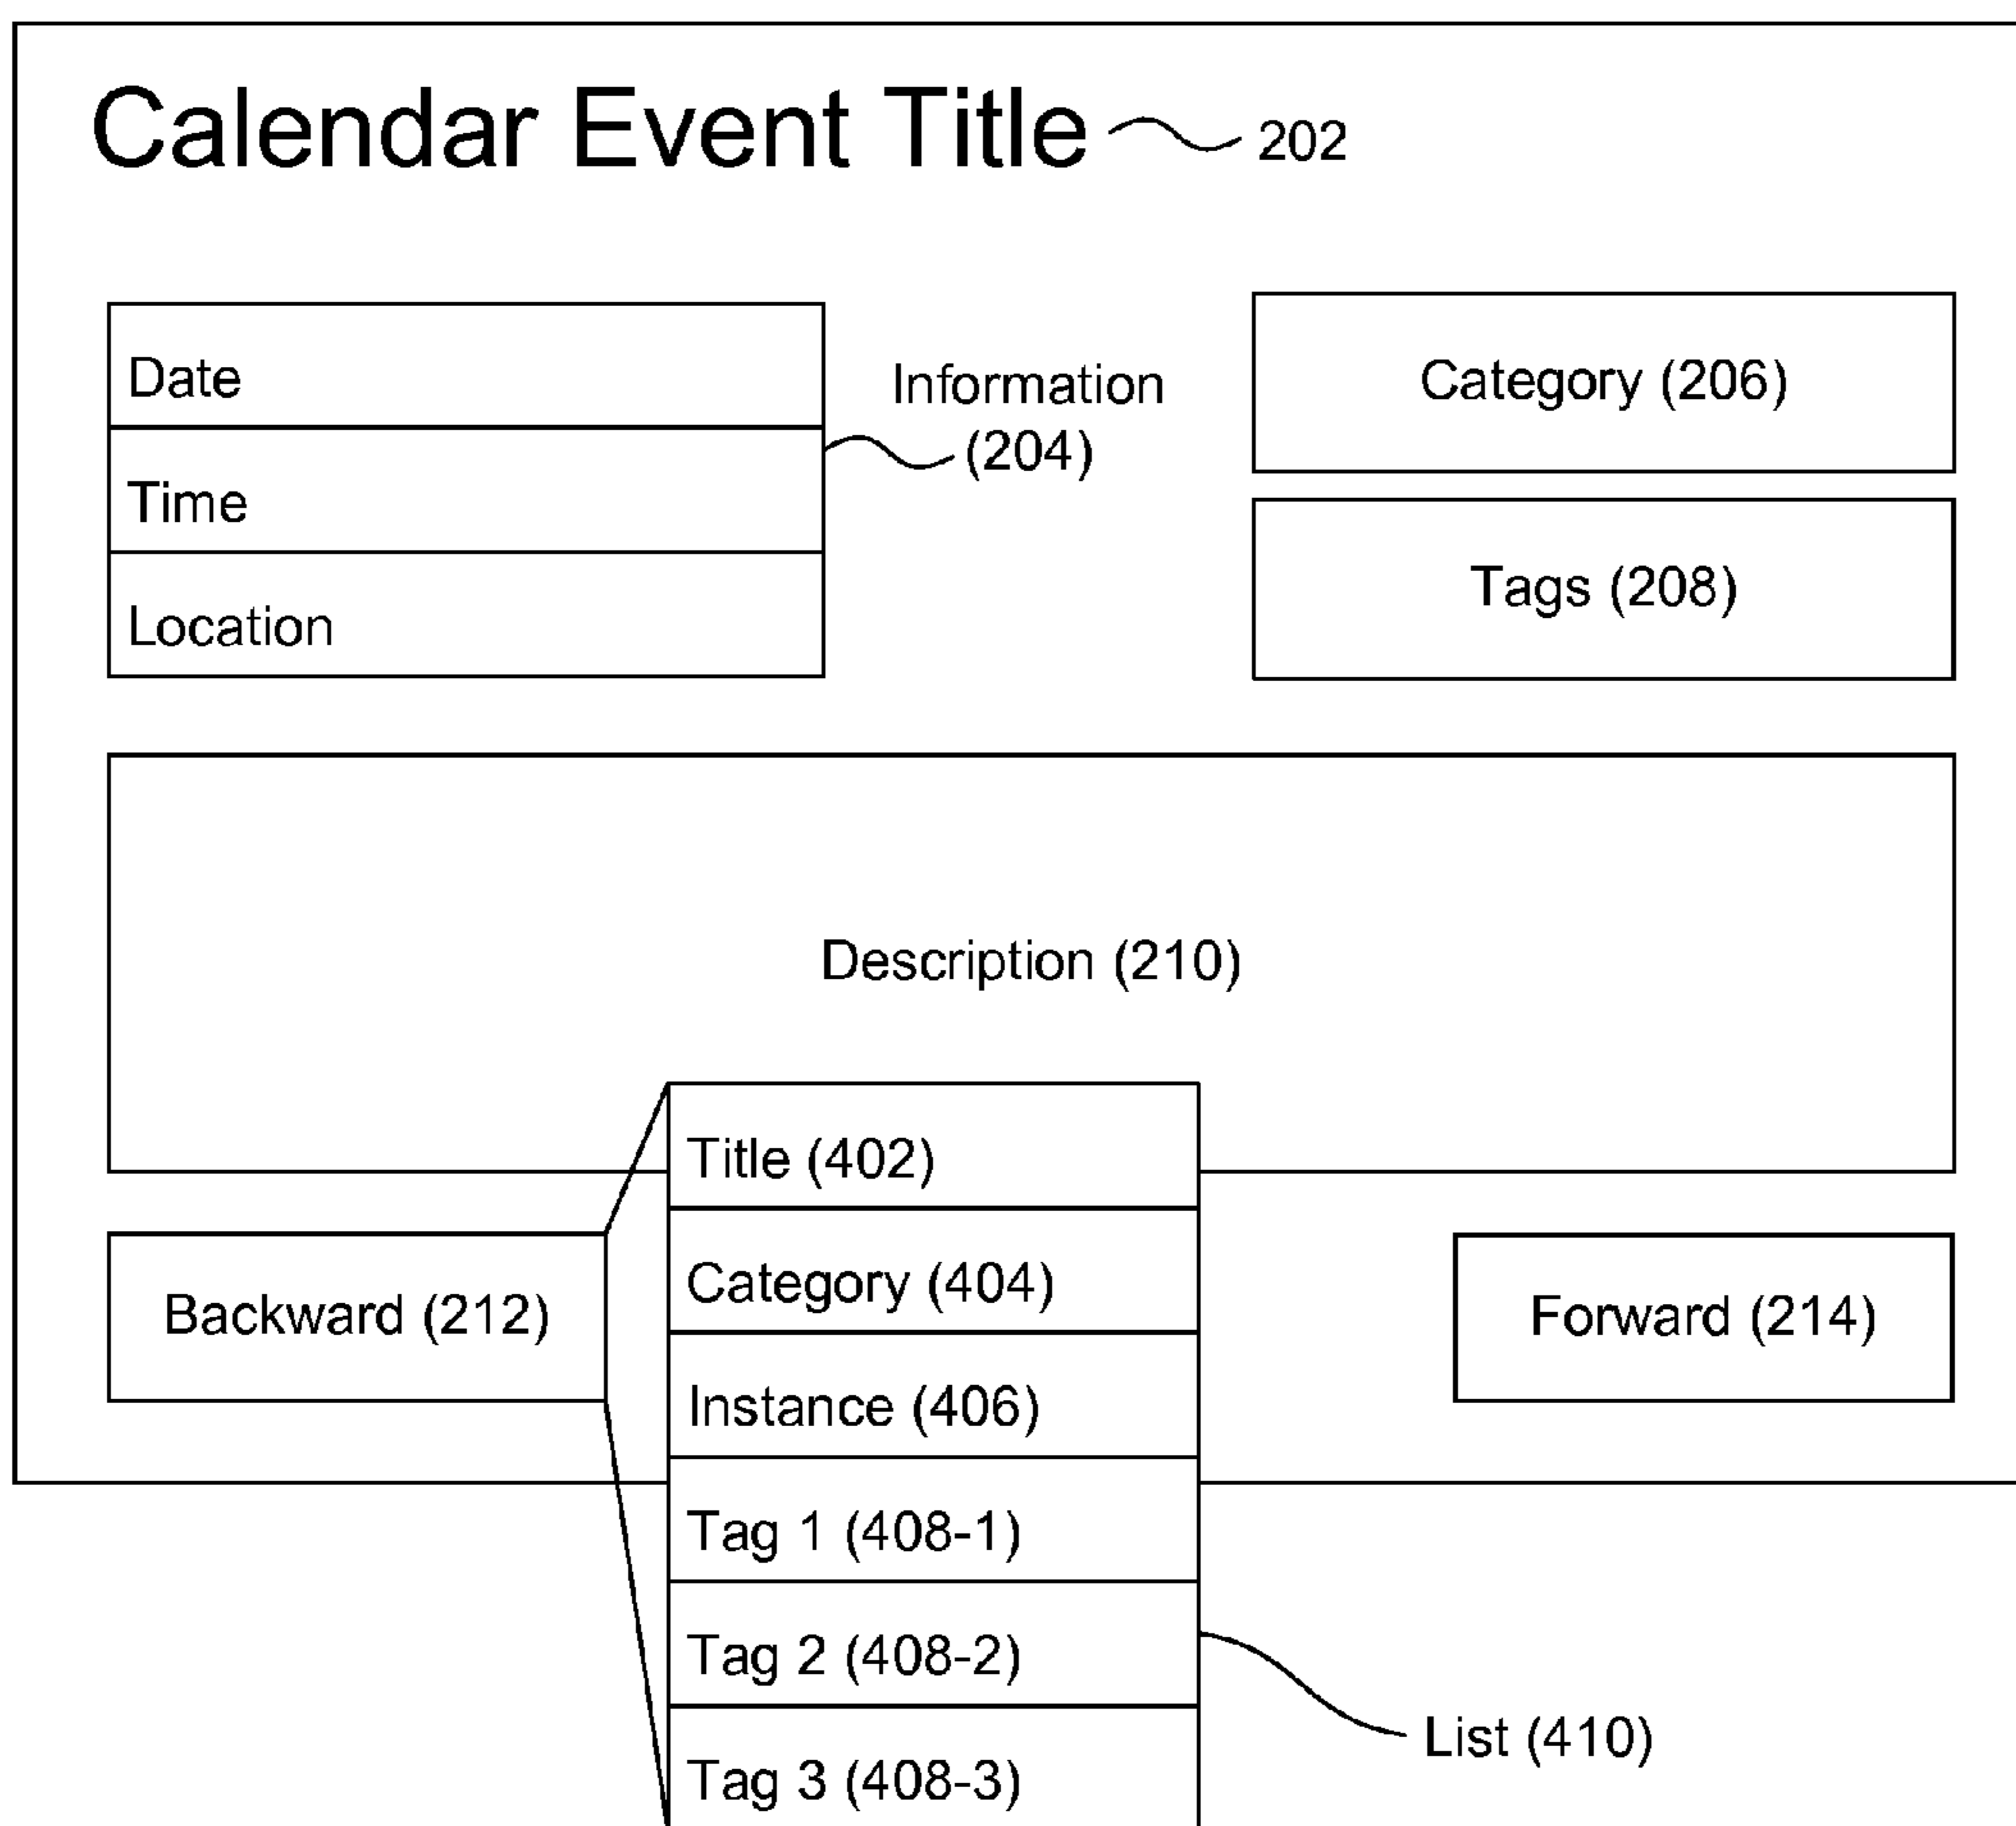 Calendar Event Title
202
Date
Time
Location
Information
(204)
Category (206)
Tags (208)
Description (210)
Backward (212)
Title (402)
Category (404)
Instance (406)
Tag 1 (408-1)
Tag 2 (408-2)
Tag 3 (408-3)
Forward (214)
List (410)